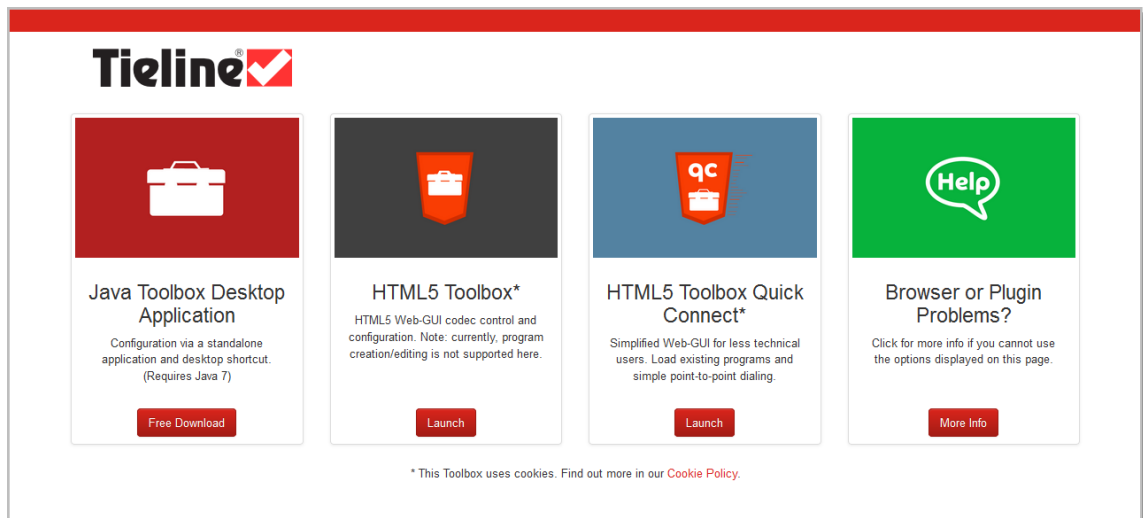 Tieline®
qc
Help
Java Toolbox Desktop
Application
Configuration via a standalone
application and desktop shortcut.
(Requires Java 7)
Free Download
HTML5 Toolbox*
HTML5 Web-GUI codec control and
configuration. Note: currently, program
creation/editing is not supported here.
Launch
HTML5 Toolbox Quick
Connect*
Simplified Web-GUI for less technical
users. Load existing programs and
simple point-to-point dialing.
Launch
Browser or Plugin
Problems?
Click for more info if you cannot use
the options displayed on this page.
More Info
* This Toolbox uses cookies. Find out more in our Cookie Policy.